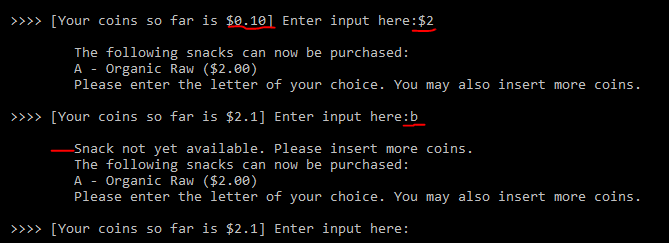 >>>> [Your coins so far is $0.10] Enter input here:$2
The following snacks can now be purchased:
A - Organic Raw ($2.00)
Please enter the letter of your choice. You may also insert more coins.
>>>> [Your coins so far is $2.1] Enter input here:b
Snack not yet available. Please insert more coins.
The following snacks can now be purchased:
A - Organic Raw ($2.00)
Please enter the letter of your choice. You may also insert more coins.
>>>> [Your coins so far is $2.1] Enter input here: